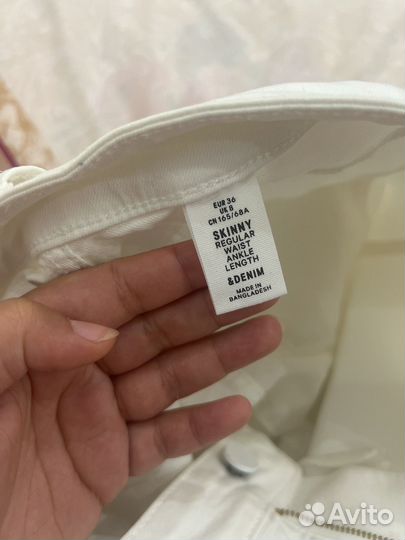 EUR 36
UK 8
CN 165/68A
SKINNY
REGULAR
WAIST
ANKLE
LENGTH
&DENIM
MADE IN
BANGLADESH
Avito